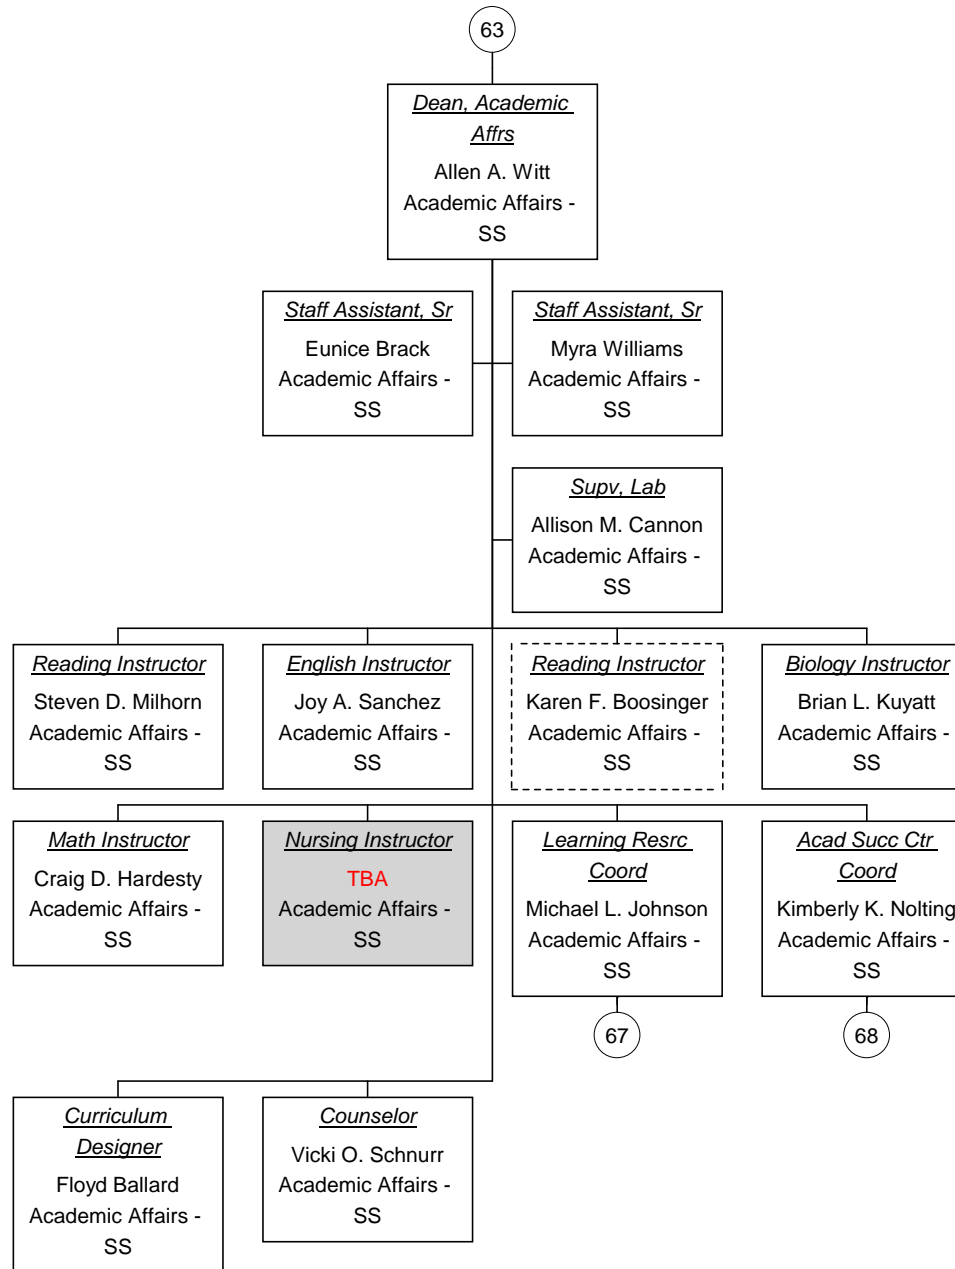 63
Dean, Academic
Affrs
Allen A. Witt
Academic Affairs -
SS
Staff Assistant, Sr
Eunice Brack
Academic Affairs -
SS
Staff Assistant, Sr
Myra Williams
Academic Affairs -
SS
Supv, Lab
Allison M. Cannon
Academic Affairs -
SS
Reading Instructor
Steven D. Milhorn
Academic Affairs -
SS
English Instructor
Joy A. Sanchez
Academic Affairs -
SS
Reading Instructor
Karen F. Boosinger
Academic Affairs -
SS
Biology Instructor
Brian L. Kuyatt
Academic Affairs -
SS
Math Instructor
Craig D. Hardesty
Academic Affairs -
SS
Nursing Instructor
TBA
Academic Affairs -
SS
Learning Resrc
Coord
Michael L. Johnson
Academic Affairs -
SS
67
Acad Succ Ctr
Coord
Kimberly K. Nolting
Academic Affairs -
SS
68
Curriculum
Designer
Floyd Ballard
Academic Affairs -
SS
Counselor
Vicki O. Schnurr
Academic Affairs -
SS